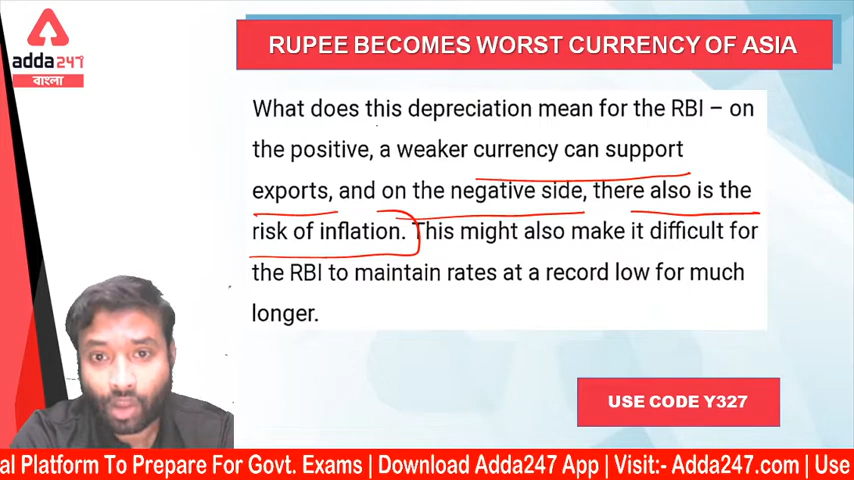 adda247
বাংলা
RUPEE BECOMES WORST CURRENCY OF ASIA
What does this depreciation mean for the RBI – on
the positive, a weaker currency can support
exports, and on the negative side, there also is the
risk of inflation. This might also make it difficult for
the RBI to maintain rates at a record low for much
longer.
USE CODE Y327
al Platform To Prepare For Govt. Exams | Download Adda247 App | Visit:- Adda247.com | Use